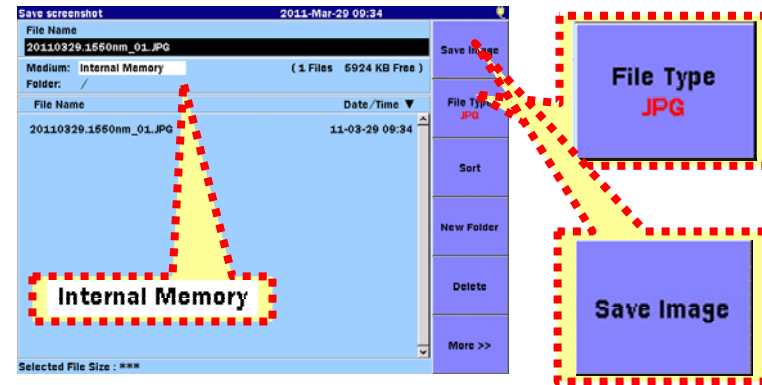 Save screenshot 2011-Mar-29 09:34
File Name
20110329.1550nm_01.JPG
Medium: Internal Memory (1 Files 5924 KB Free)
Folder: /
File Name Date/Time ▼
20110329.1550nm_01.JPG 11-03-29 09:34
Internal Memory
Selected File Size : ***
Save Image
File Type
JPG
Sort
New Folder
Delete
More >>
File Type
JPG
Save Image